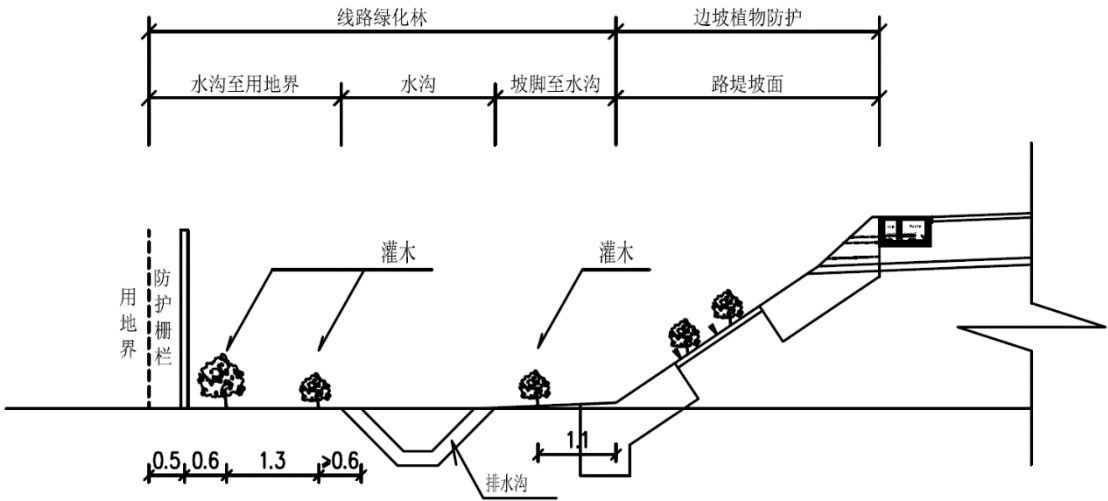 线路绿化林
边坡植物防护
水沟至用地界
水沟
坡脚至水沟
路堤坡面
灌木
灌木
用地界
防护栅栏
0.5
0.6
1.3
>0.6
1.1
排水沟